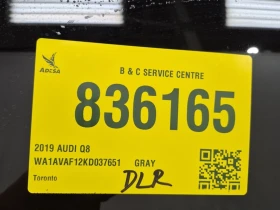 ADESA
B & C SERVICE CENTRE
836165
2019 AUDI Q8
WA1AVAF12KD037651 GRAY
Toronto
DLR